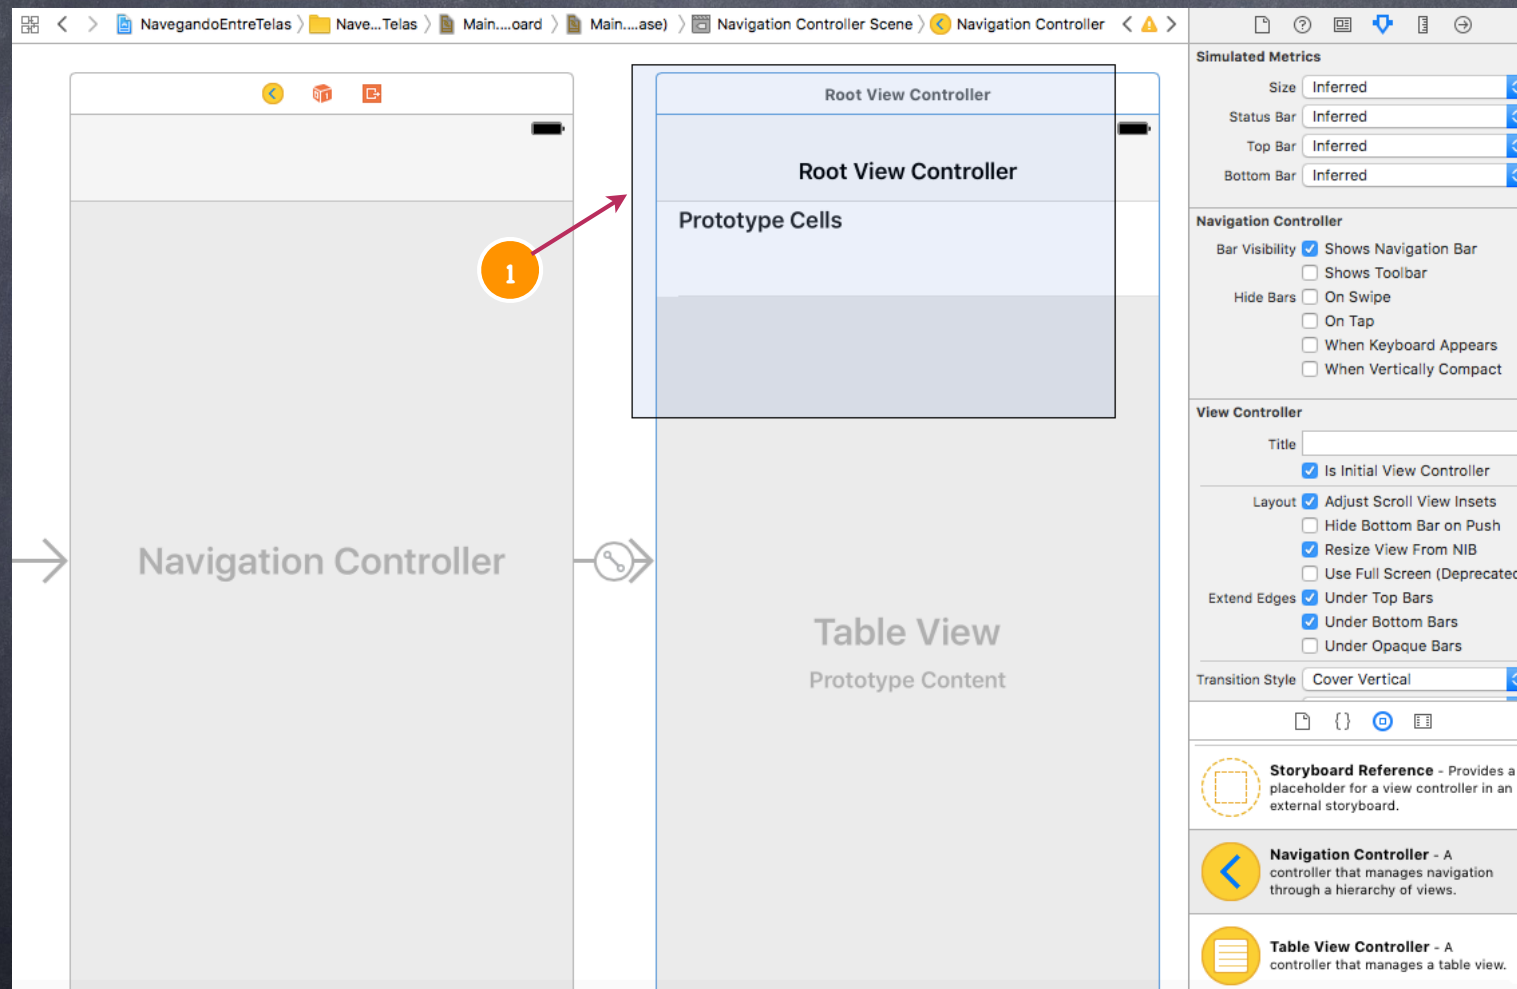 NavegandoEntreTelas Nave...Telas Main....oard Main....ase) Navigation Controller Scene Navigation Controller
Root View Controller
Root View Controller
Prototype Cells
1
Navigation Controller
Table View
Prototype Content
Simulated Metrics
Size Inferred
Status Bar Inferred
Top Bar Inferred
Bottom Bar Inferred
Navigation Controller
Bar Visibility Shows Navigation Bar
Shows Toolbar
Hide Bars On Swipe
On Tap
When Keyboard Appears
When Vertically Compact
View Controller
Title
Is Initial View Controller
Layout Adjust Scroll View Insets
Hide Bottom Bar on Push
Resize View From NIB
Use Full Screen (Deprecated
Extend Edges Under Top Bars
Under Bottom Bars
Under Opaque Bars
Transition Style Cover Vertical
Storyboard Reference - Provides a
placeholder for a view controller in an
external storyboard.
Navigation Controller - A
controller that manages navigation
through a hierarchy of views.
Table View Controller - A
controller that manages a table view.